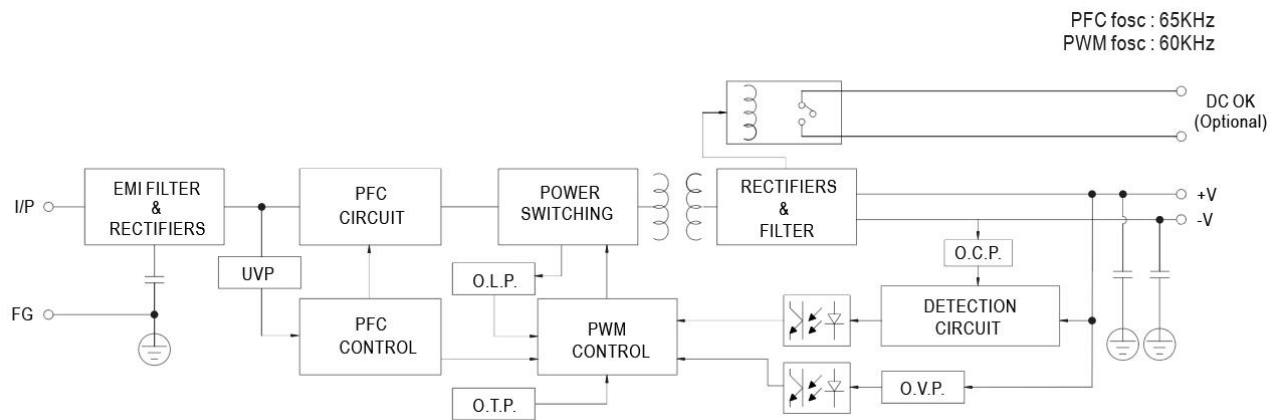 PFC fosc : 65KHz
PWM fosc : 60KHz
DC OK
(Optional)
I/P
EMI FILTER
&
RECTIFIERS
PFC
CIRCUIT
POWER
SWITCHING
RECTIFIERS
&
FILTER
+V
-V
UVP
O.L.P.
O.C.P.
FG
PFC
CONTROL
PWM
CONTROL
DETECTION
CIRCUIT
O.T.P.
O.V.P.